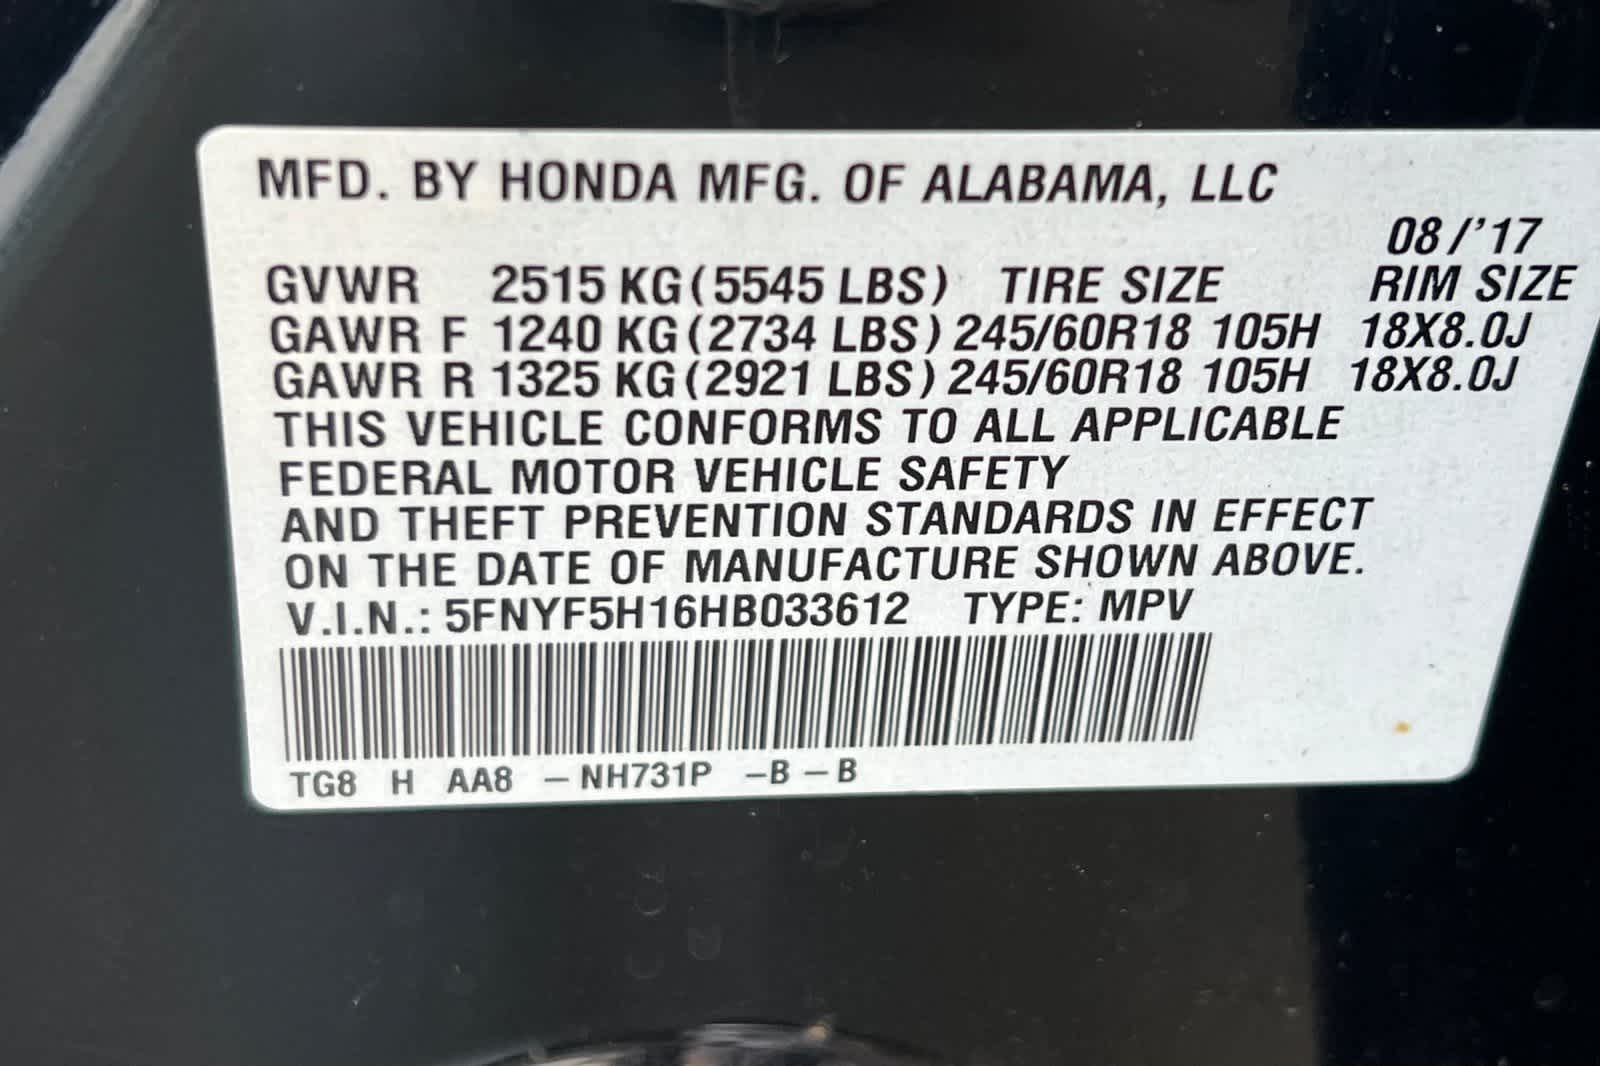 MFD. BY HONDA MFG. OF ALABAMA, LLC
08/'17
GVWR 2515 KG (5545 LBS) TIRE SIZE RIM SIZE
GAWR F 1240 KG (2734 LBS) 245/60R18 105H 18X8.0J
GAWR R 1325 KG (2921 LBS) 245/60R18 105H 18X8.0J
THIS VEHICLE CONFORMS TO ALL APPLICABLE
FEDERAL MOTOR VEHICLE SAFETY
AND THEFT PREVENTION STANDARDS IN EFFECT
ON THE DATE OF MANUFACTURE SHOWN ABOVE.
V.I.N.: 5FNYF5H16HB033612 TYPE: MPV
TG8 H AA8 -NH731P -B-B